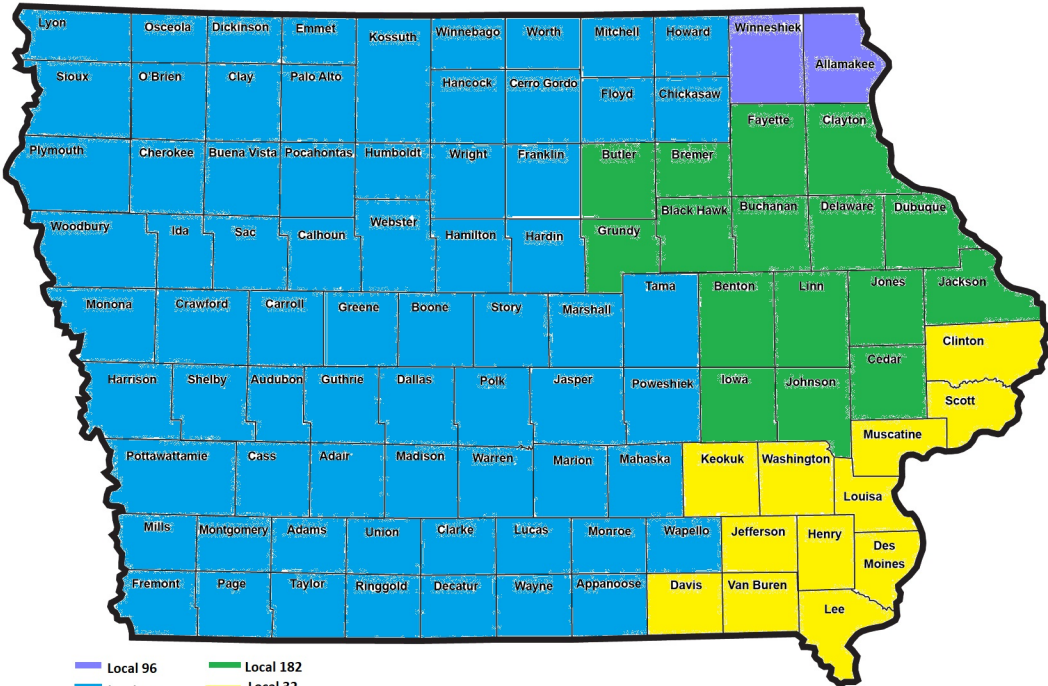 Lyon Osceola Dickinson Emmet Kossuth Winnebago Worth Mitchell Howard Winneshiek Allamakee
Sioux O'Brien Clay Palo Alto Hancock Cerro Gordo Floyd Chickasaw Fayette Clayton
Plymouth Cherokee Buena Vista Pocahontas Humboldt Wright Franklin Butler Bremer
Woodbury Ida Sac Calhoun Webster Hamilton Hardin Grundy Black Hawk Buchanan Delaware Dubuque
Monona Crawford Carroll Greene Boone Story Marshall Tama Benton Linn Jones Jackson
Clinton
Harrison Shelby Audubon Guthrie Dallas Polk Jasper Poweshiek Iowa Johnson Cedar Scott
Pottawattamie Cass Adair Madison Warren Marion Mahaska Keokuk Washington Muscatine
Louisa
Mills Montgomery Adams Union Clarke Lucas Monroe Wapello Jefferson Henry Des
Moines
Fremont Page Taylor Ringgold Decatur Wayne Appanoose Davis Van Buren Lee
Local 96 Local 182
Local 32